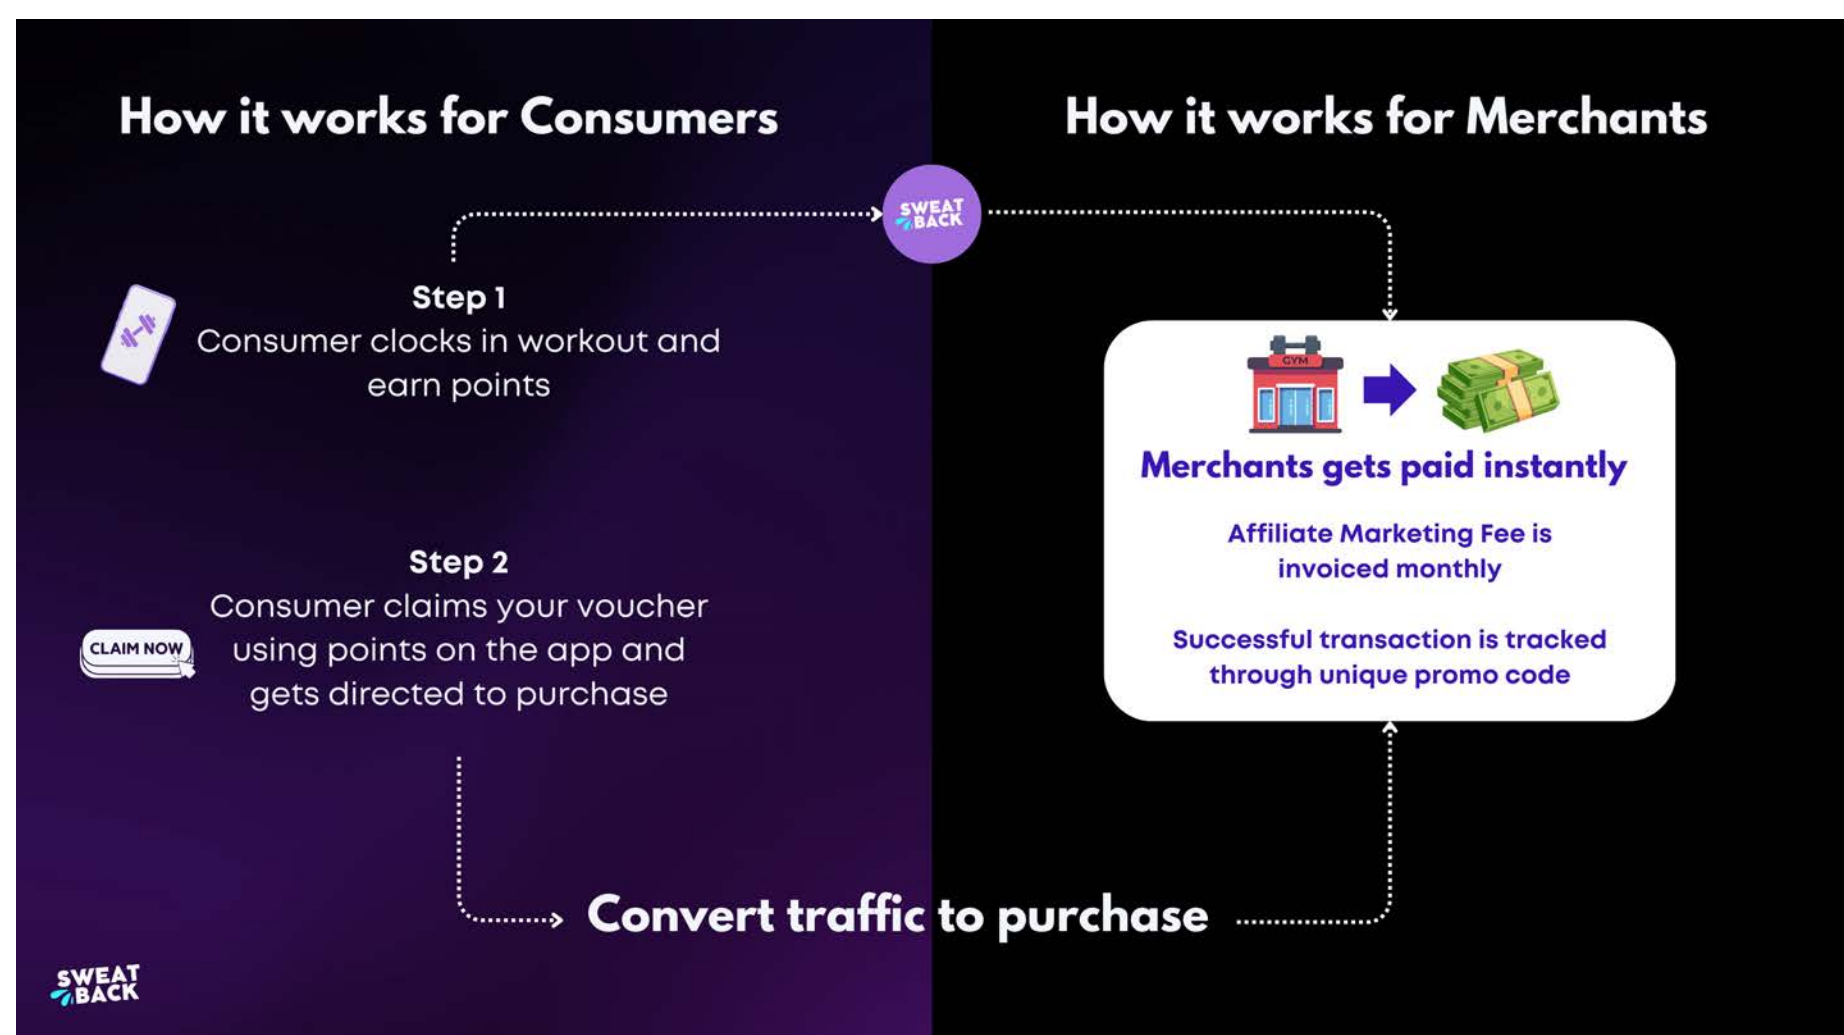 How it works for Consumers
How it works for Merchants
SWEAT
BACK
Step 1
Consumer clocks in workout and
earn points
GYM
Merchants gets paid instantly
Affiliate Marketing Fee is
invoiced monthly
Successful transaction is tracked
through unique promo code
Step 2
Consumer claims your voucher
using points on the app and
gets directed to purchase
CLAIM NOW
Convert traffic to purchase
SWEAT
BACK